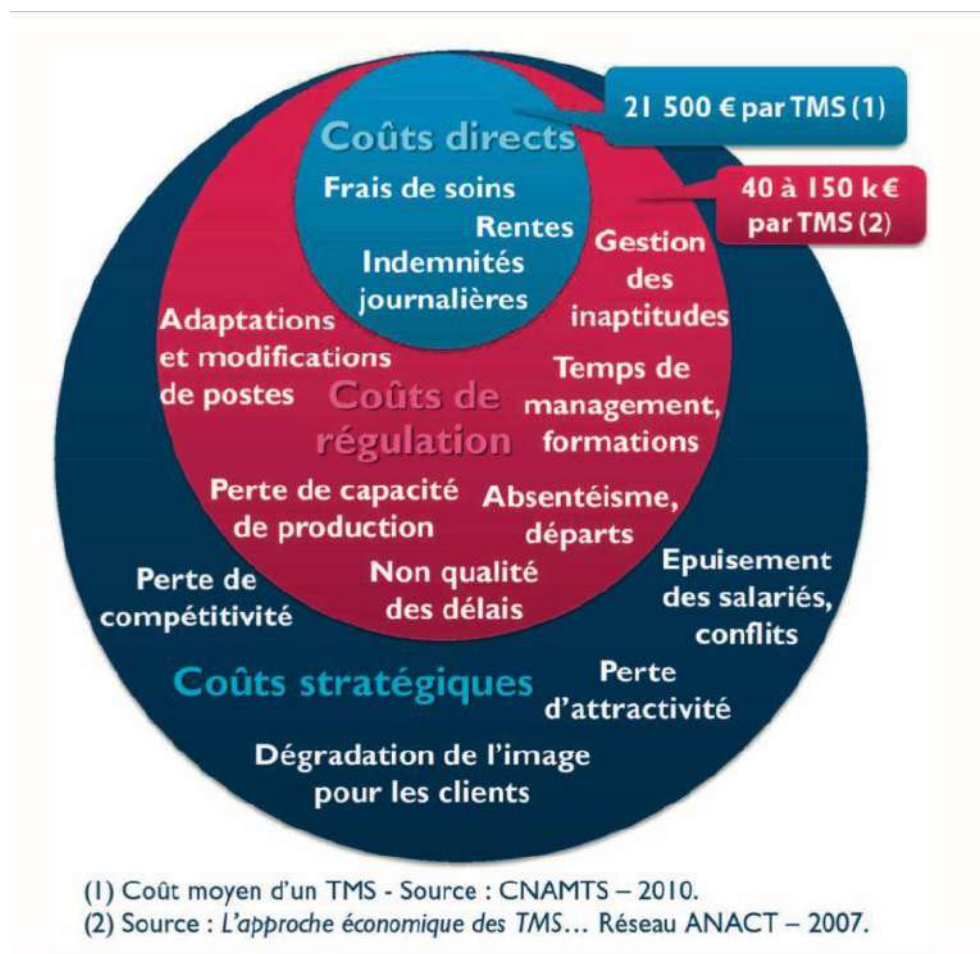 21 500 € par TMS (1)
Coûts directs
Frais de soins
Rentes
Indemnités
journalières
40 à 150 k€
par TMS (2)
Gestion
des
inaptitudes
Adaptations
et modifications
de postes
Coûts de
régulation
Temps de
management,
formations
Perte de capacité
de production
Absentéisme,
départs
Non qualité
des délais
Perte de
compétitivité
Epuisement
des salariés,
conflits
Coûts stratégiques
Perte
d'attractivité
Dégradation de l'image
pour les clients
(1) Coût moyen d'un TMS - Source : CNAMTS – 2010.
(2) Source : L'approche économique des TMS... Réseau ANACT – 2007.